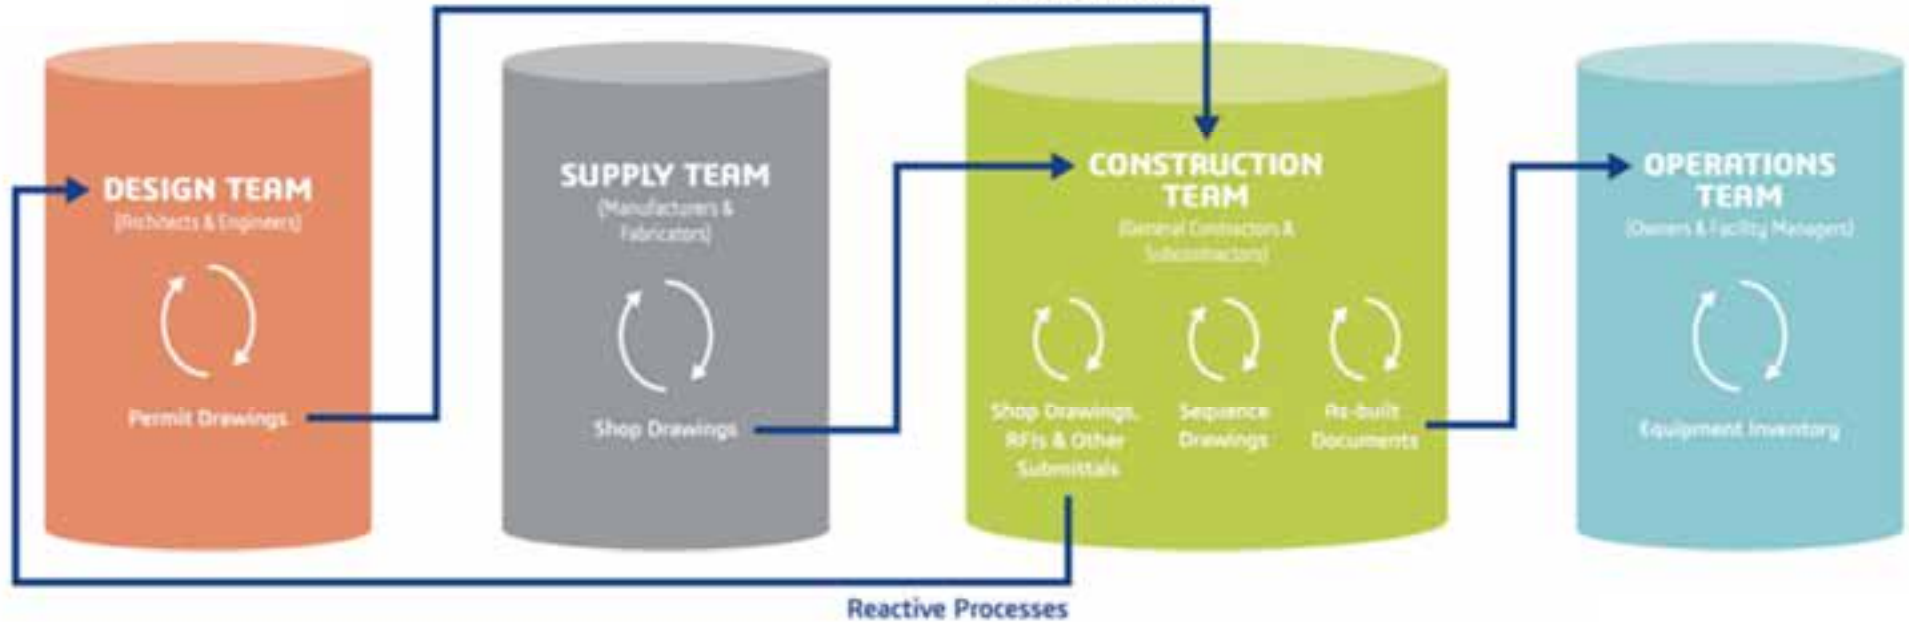 DESIGN TEAM
(Architects & Engineers)
Permit Drawings
SUPPLY TEAM
(Manufacturers &
Fabricators)
Shop Drawings
CONSTRUCTION
TEAM
(General Contractors &
Subcontractors)
Shop Drawings,
RFIs & Other
Submittals
Sequence
Drawings
As-built
Documents
OPERATIONS
TEAM
(Owners & Facility Managers)
Equipment Inventory
Reactive Processes